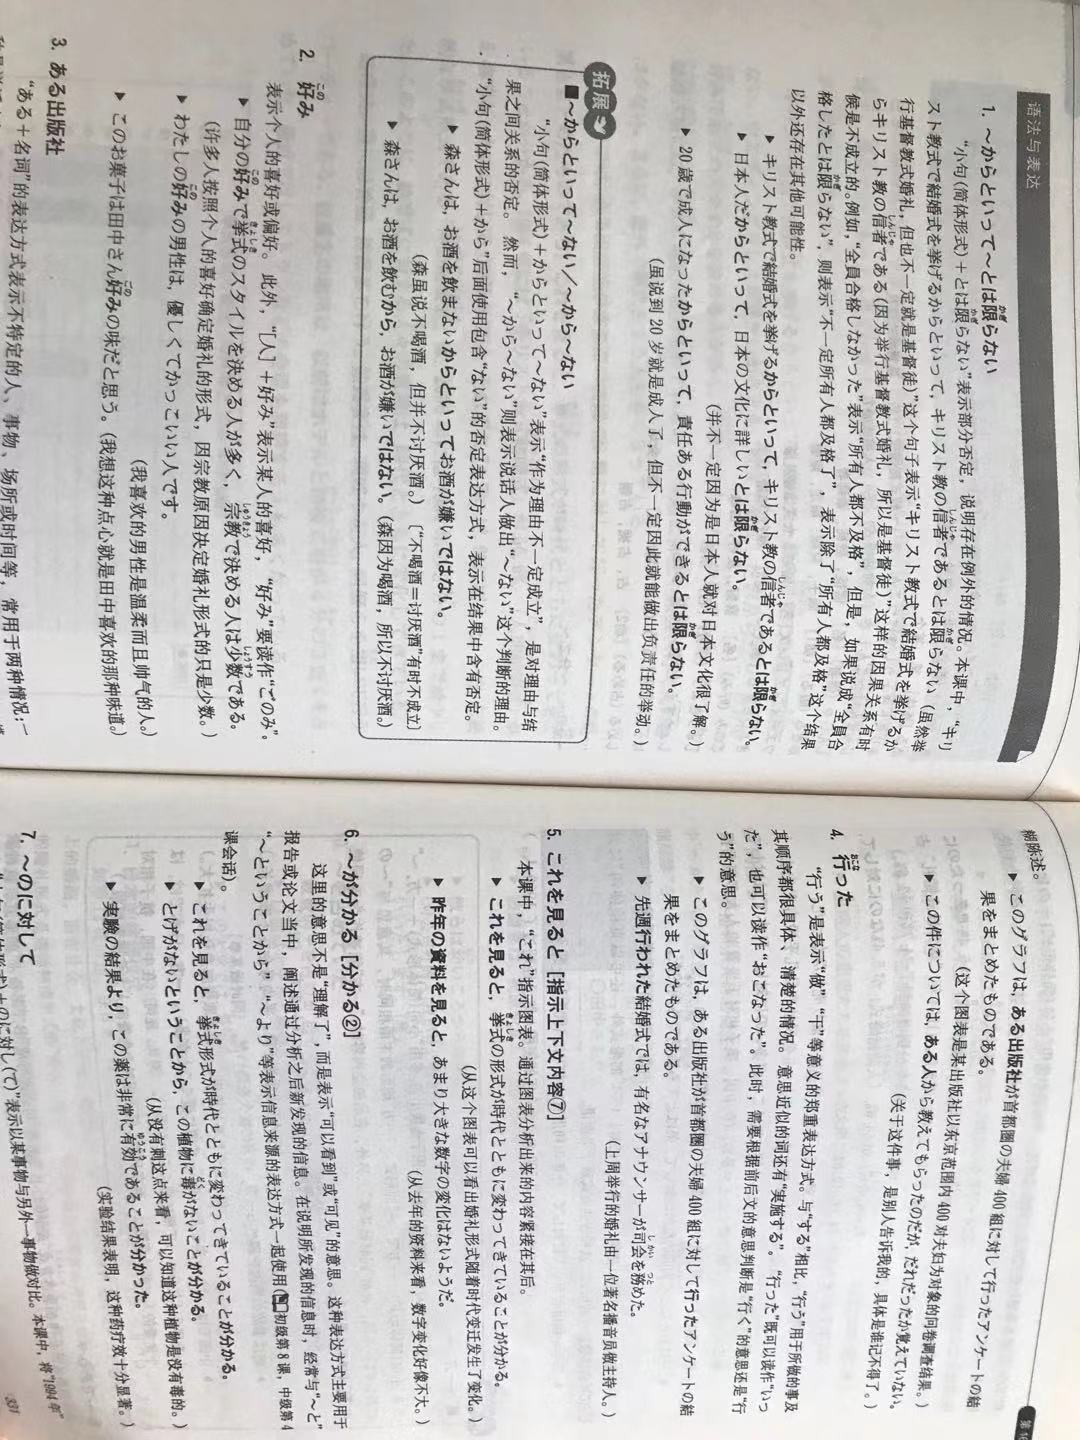 语法与表达
1. ～からといって～とは限らない
“小句(简体形式)＋とは限らない”表示部分否定，说明存在例外的情况。本课中，“キリ
スト教式で結婚式を挙げるからといって，キリスト教の信者であるとは限らない（虽然举
行基督教式婚礼，但也不一定就是基督徒）”这个句子表示“キリスト教式で結婚式を挙げるか
らキリスト教の信者である(因为举行基督教式婚礼，所以是基督徒)”这样的因果关系有时
候是不成立的。例如，“全員合格しなかった”表示“所有人都不及格”，但是，如果说成“全員合
格したとは限らない”，则表示“不一定所有人都及格了”，表示除了“所有人都及格”这个结果
以外还存在其他可能性。
▶ キリスト教式で結婚式を挙げるからといって，キリスト教の信者であるとは限らない。
▶ 日本人だからといって，日本の文化に詳しいとは限らない。
(并不一定因为是日本人就对日本文化很了解。)
▶ 20歳で成人になったからといって，責任ある行動ができるとは限らない。
(虽说到20岁就是成人了，但不一定因此就能做出负责任的举动。)
拓展
■～からといって～ない／～から～ない
“小句(简体形式)＋からといって～ない”表示“作为理由不一定成立”，是对理由与结
果之间关系的否定。然而，“～から～ない”则表示说话人做出“～ない”这个判断的理由。
“小句(简体形式)＋から”后面使用包含“ない”的否定表达方式，表示在结果中含有否定。
▶ 森さんは，お酒を飲まないからといってお酒が嫌いではない。
(森虽说不喝酒，但并不讨厌酒。)〔“不喝酒＝讨厌酒”有时不成立〕
▶ 森さんは，お酒を飲むから，お酒が嫌いではない。(森因为喝酒，所以不讨厌酒。)
2. 好み
表示个人的喜好或偏好。此外，“[人]＋好み”表示某人的喜好，“好み”要读作“ごのみ”。
▶ 自分の好みで挙式のスタイルを決める人が多く，宗教で決める人は少数である。
(许多人按照个人的喜好确定婚礼的形式，因宗教原因决定婚礼形式的只是少数。)
▶ わたしの好みの男性は，優しくてかっこいい人です。
(我喜欢的男性是温柔而且帅气的人。)
▶ このお菓子は田中さん好みの味だと思う。(我想这种点心就是田中喜欢的那种味道。)
3. ある出版社
“ある＋名词”的表达方式表示不特定的人、事物、场所或时间等，常用于两种情况：一
第16
糊陈述。
▶ このグラフは，ある出版社が首都圏の夫婦400組に対して行ったアンケートの結
果をまとめたものである。
(这个图表是某出版社以东京范围内400对夫妇为对象的问卷调查结果。)
▶ この件については，ある人から教えてもらったのだが，だれだったか覚えていない。
(关于这件事，是别人告诉我的，具体是谁记不得了。)
4. 行った
“行う”是表示“做”“干”等意义的郑重表达方式。与“する”相比，“行う”用于所做的事及
其顺序都很具体、清楚的情况。意思近似的词还有“実施する”。“行った”既可以读作“いっ
た”，也可以读作“おこなった”。此时，需要根据前后文的意思判断是“行く”的意思还是“行
う”的意思。
▶ このグラフは，ある出版社が首都圏の夫婦400組に対して行ったアンケートの結
果をまとめたものである。
▶ 先週行われた結婚式では，有名なアナウンサーが司会を務めた。
(上周举行的婚礼由一位著名播音员做主持人。)
5. これを見ると [指示上下文内容⑦]
本课中，“これ”指示图表。通过图表分析出来的内容紧接在其后。
▶ これを見ると，挙式の形式が時代とともに変わってきていることが分かる。
(从这个图表可以看出婚礼形式随着时代变迁发生了变化。)
▶ 昨年の資料を見ると，あまり大きな数字の変化はないようだ。
(从去年的资料来看，数字变化好像不大。)
6. ～が分かる [分かる②]
这里的意思不是“理解了”，而是表示“可以看到”或“可见”的意思。这种表达方式主要用于
报告或论文当中，阐述通过分析之后新发现的信息。在说明所发现的信息时，经常与“～と”
“～ということから”“～より”等表示信息来源的表达方式一起使用(初级第8课，中级第4
课会话)。
▶ これを見ると，挙式形式が時代とともに変わってきていることが分かる。
▶ とげがないということから，この植物に毒がないことが分かる。
(从没有刺这点来看，可以知道这种植物是没有毒的。)
▶ 実験の結果より，この薬は非常に有効であることが分かった。
(实验结果表明，这种药疗效十分显著。)
7. ～のに対して
“小句(简体形式)＋のに対し(て)”表示以某事物与另外一事物做对比。本课中，将“1994年”
331